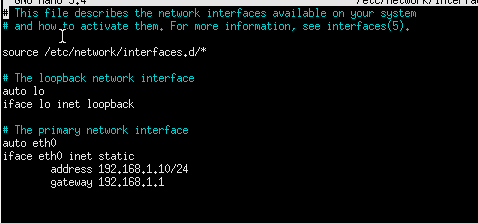 GNU nano 5.4 /etc/network/interfac
# This file describes the network interfaces available on your system
# and how to activate them. For more information, see interfaces(5).
source /etc/network/interfaces.d/*
# The loopback network interface
auto lo
iface lo inet loopback
# The primary network interface
auto eth0
iface eth0 inet static
address 192.168.1.10/24
gateway 192.168.1.1